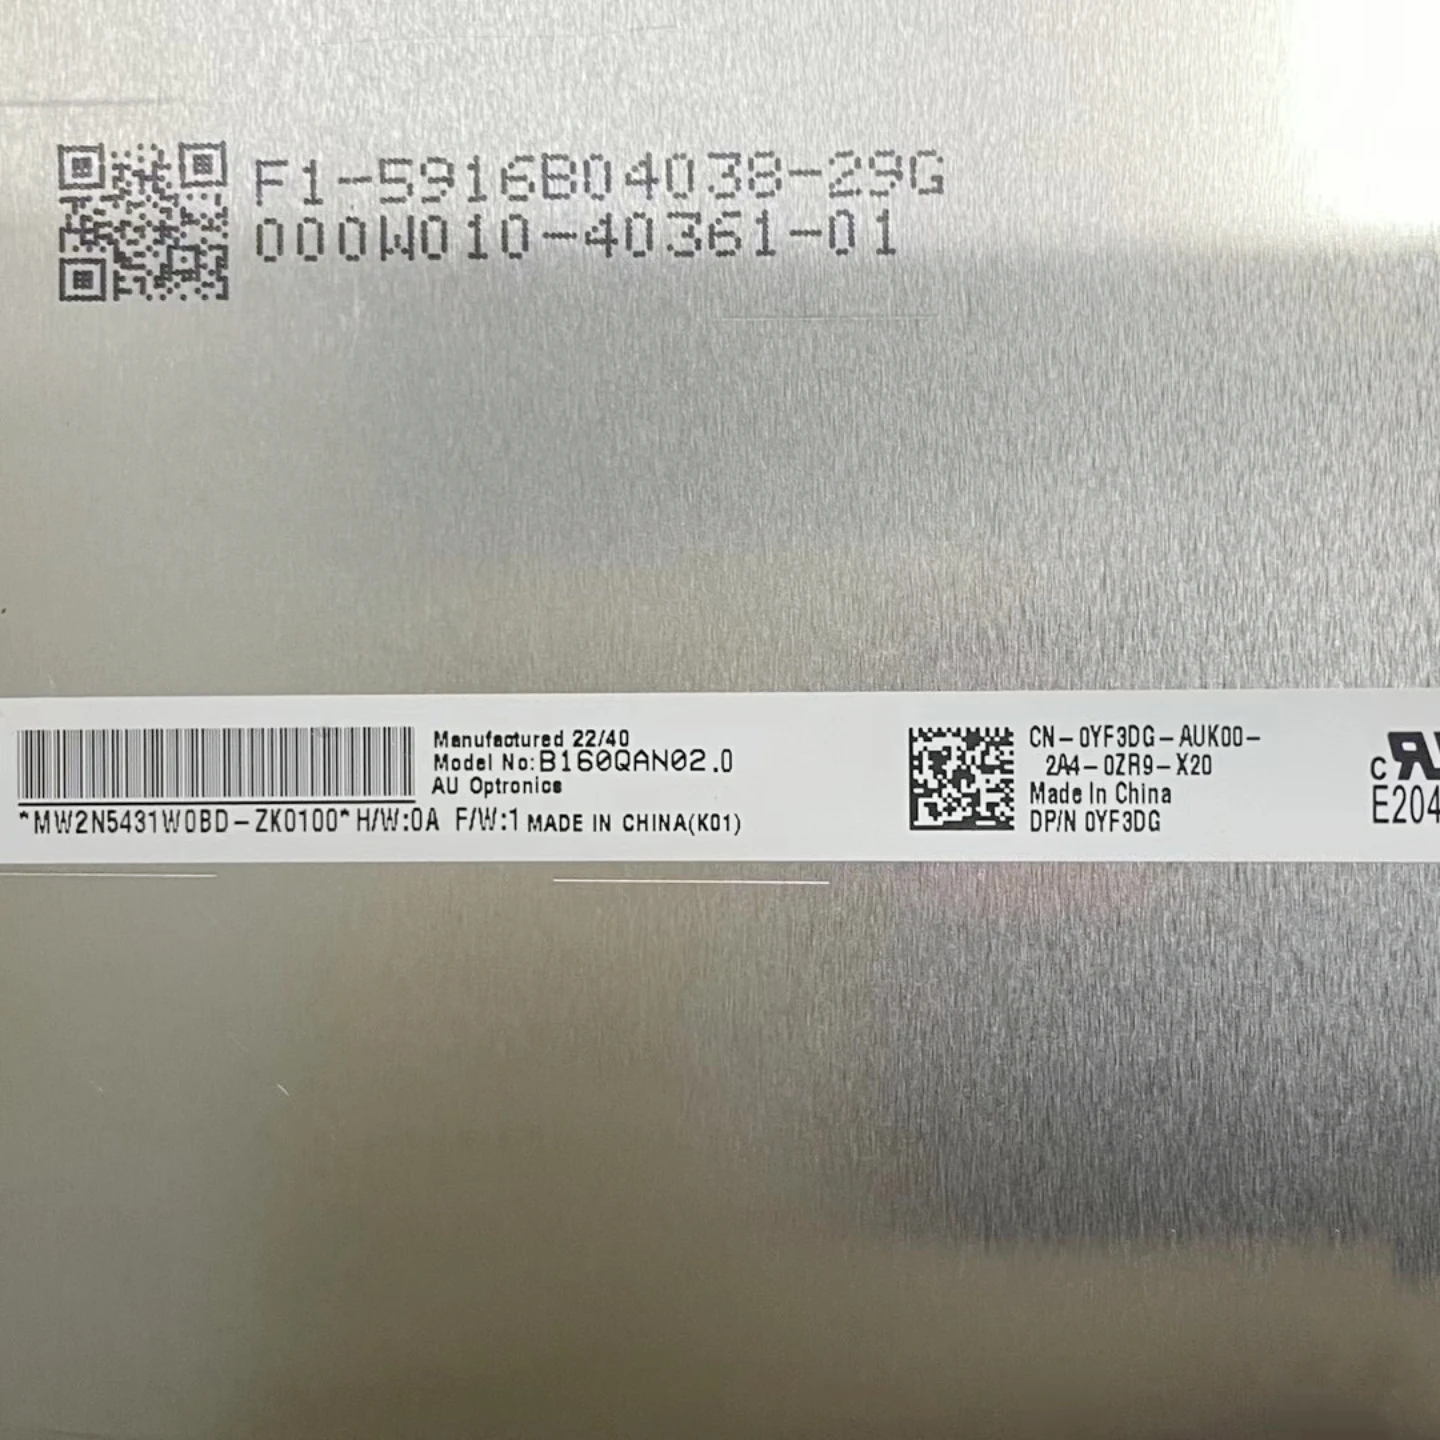 F1-5916B04038-29G
000W010-40361-01
Manufactured 22/40
Model No:B160QAN02.0
AU Optronics
*MW2N5431W0BD-ZK0100*H/W:0A F/W:1 MADE IN CHINA(K01)
CN-0YF3DG-AUK00-
2A4-0ZR9-X20
Made In China
DP/N 0YF3DG
c
E204